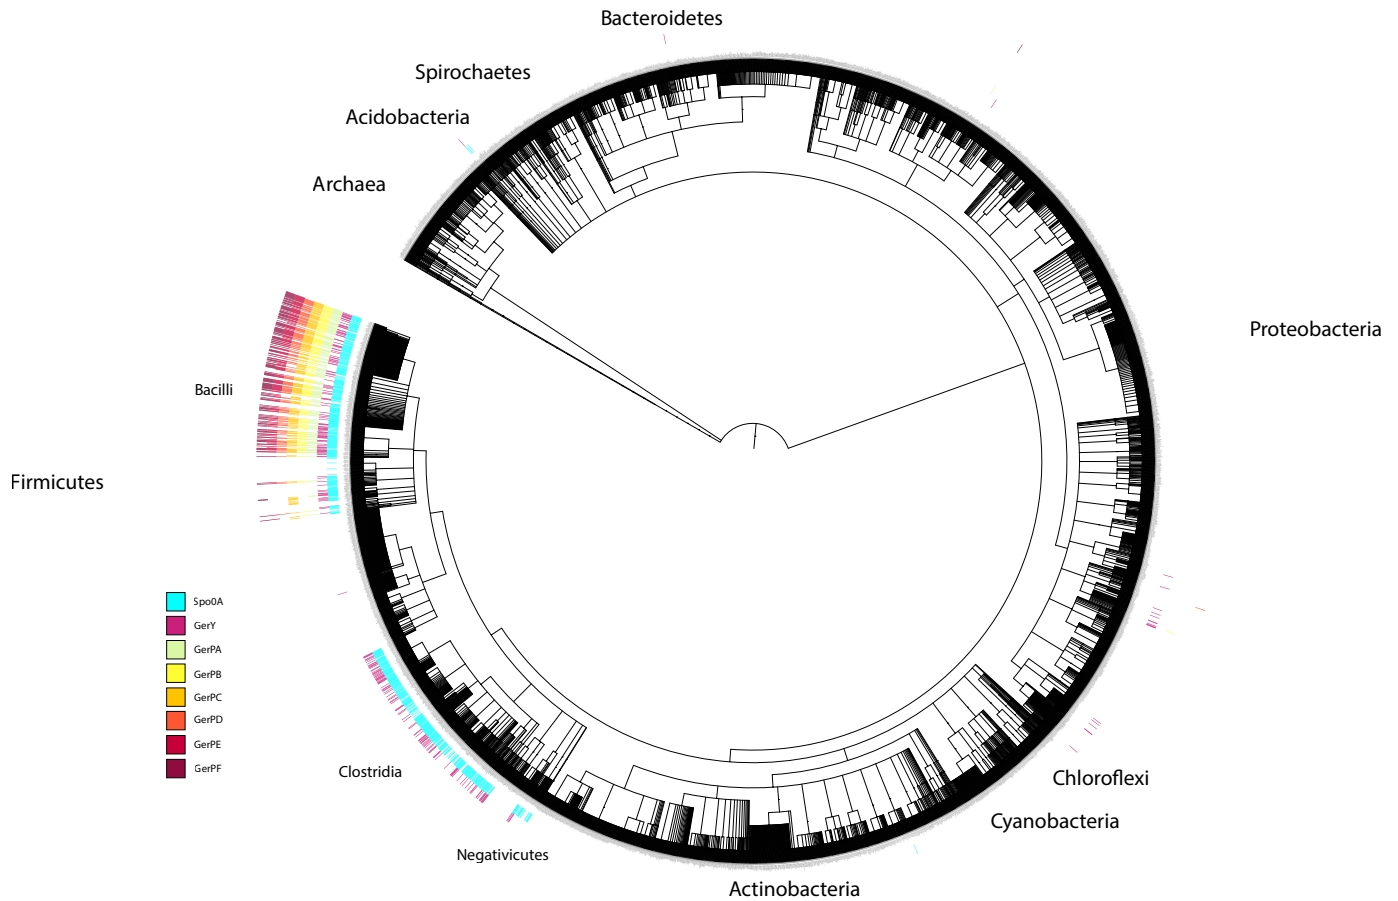 Bacteroidetes
Spirochaetes
Acidobacteria
Archaea
Proteobacteria
Bacilli
Firmicutes
Spo0A
GerY
GerPA
GerPB
GerPC
GerPD
GerPE
GerPF
Clostridia
Chloroflexi
Cyanobacteria
Negativicutes
Actinobacteria